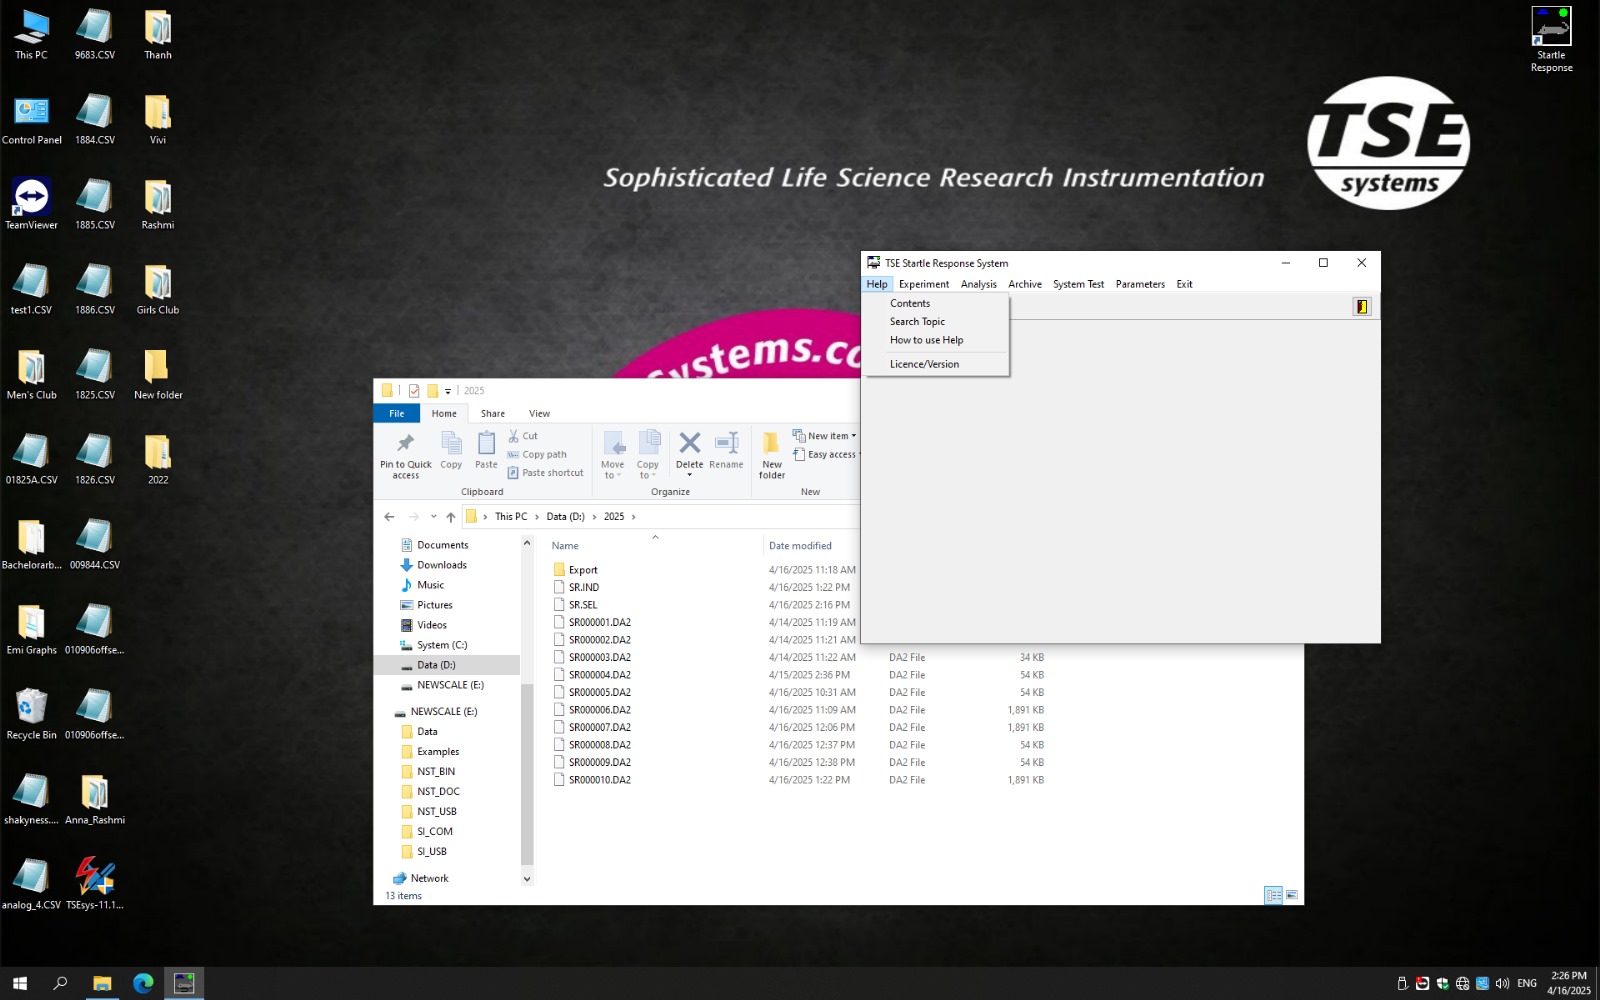 This PC
9683.CSV
Thanh
Startle
Response
Control Panel
1884.CSV
Vivi
TSE
systems
Sophisticated Life Science Research Instrumentation
TeamViewer
1885.CSV
Rashmi
test1.CSV
1886.CSV
Girls Club
Men's Club
1825.CSV
New folder
01825A.CSV
1826.CSV
2022
Bachelorarb...
009844.CSV
Emi Graphs
010906offse...
Recycle Bin
010906offse...
shakyness....
Anna_Rashmi
analog_4.CSV
TSEsys-11.1...
TSE Startle Response System
Help Experiment Analysis Archive System Test Parameters Exit
Contents
Search Topic
How to use Help
Licence/Version
2025
File Home Share View
Pin to Quick
access
Copy
Paste
Cut
Copy path
Paste shortcut
Clipboard
Move
to
Copy
to
Delete
Rename
Organize
New
folder
New item
Easy access
New
This PC Data (D:) 2025
Documents
Downloads
Music
Pictures
Videos
System (C:)
Data (D:)
NEWSCALE (E:)
NEWSCALE (E:)
Data
Examples
NST_BIN
NST_DOC
NST_USB
SI_COM
SI_USB
Network
Name Date modified
Export 4/16/2025 11:18 AM
SR.IND 4/16/2025 1:22 PM
SR.SEL 4/16/2025 2:16 PM
SR000001.DA2 4/14/2025 11:19 AM
SR000002.DA2 4/14/2025 11:21 AM
SR000003.DA2 4/14/2025 11:22 AM DA2 File 34 KB
SR000004.DA2 4/15/2025 2:36 PM DA2 File 54 KB
SR000005.DA2 4/16/2025 10:31 AM DA2 File 54 KB
SR000006.DA2 4/16/2025 11:09 AM DA2 File 1,891 KB
SR000007.DA2 4/16/2025 12:06 PM DA2 File 1,891 KB
SR000008.DA2 4/16/2025 12:37 PM DA2 File 54 KB
SR000009.DA2 4/16/2025 12:38 PM DA2 File 54 KB
SR000010.DA2 4/16/2025 1:22 PM DA2 File 1,891 KB
13 items
ystems.co
ENG
2:26 PM
4/16/2025